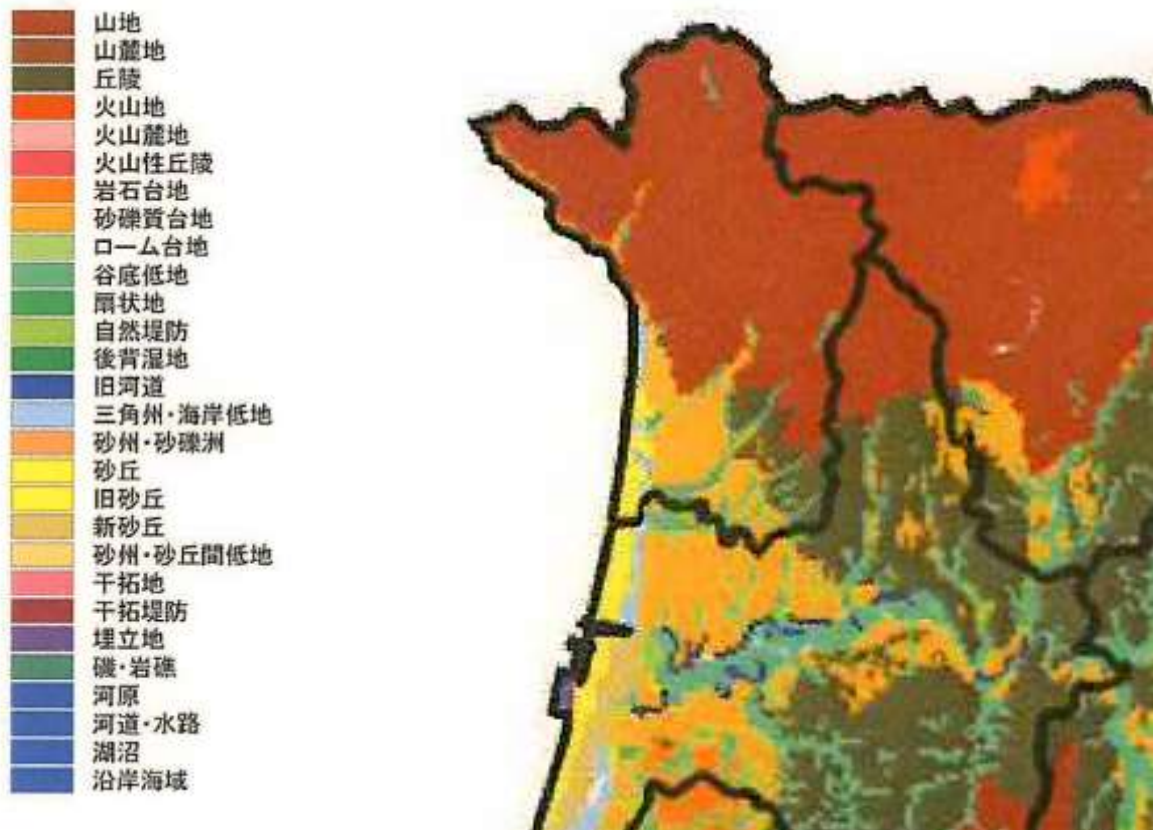 山地
山麓地
丘陵
火山地
火山麓地
火山性丘陵
岩石台地
砂礫質台地
ローム台地
谷底低地
扇状地
自然堤防
後背湿地
旧河道
三角州・海岸低地
砂州・砂礫洲
砂丘
旧砂丘
新砂丘
砂州・砂丘間低地
干拓地
干拓堤防
埋立地
磯・岩礁
河原
河道・水路
湖沼
沿岸海域